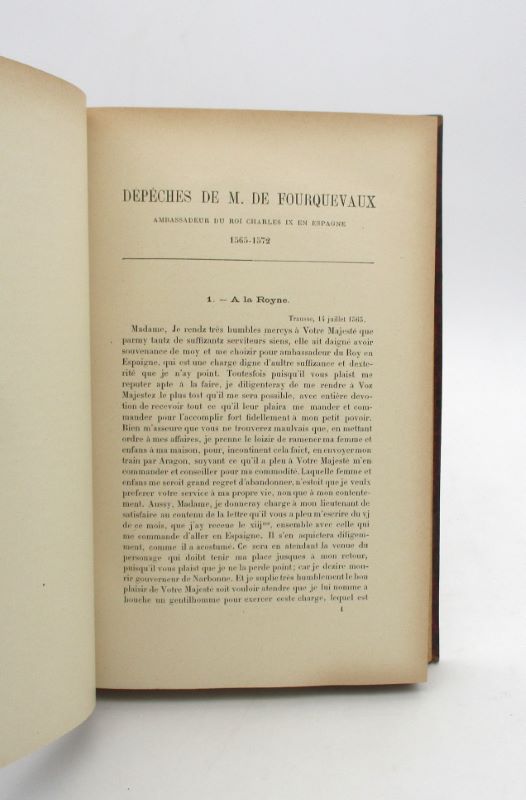 DEPÊCHES DE M. DE FOURQUEVAUX
AMBASSADEUR DU ROI CHARLES IX EN ESPAGNE
1565-1572
1. — A la Royne.
Trausse, 14 juillet 1565.
Madame, Je rendz très humbles mercys à Votre Majesté que
parmy tantz de suffizantz serviteurs siens, elle ait daigné avoir
souvenance de moy et me choizir pour ambassadeur du Roy en
Espaigne, qui est une charge digne d'aultre suffizance et dexte-
rité que je n'ay point. Toutesfois puisqu'il vous plaist me
reputer apte à la faire, je diligenteray de me rendre à Voz
Majestez le plus tost qu'il me sera possible, avec entière devo-
tion de recevoir tout ce qu'il leur plaira me mander et com-
mander pour l'accomplir fort fidellement à mon petit povoir.
Bien m'asseure que vous ne trouverez maulvais que, en mettant
ordre à mes affaires, je prenne le loizir de ramener ma femme et
enfans à ma maison, pour, incontinent cela faict, en envoyer mon
train par Aragon, suyvant ce qu'il a pleu à Votre Majesté m'en
commander et conseiller pour ma commodité. Laquelle femme et
enfans me seroit grand regret d'abandonner, n'estoit que je veulx
preferer votre service à ma propre vie, non que à mon contente-
ment. Aussy, Madame, je donneray charge à mon lieutenant de
satisfaire au contenu de la lettre qu'il vous a pleu m'escrire du vj
de ce mois, que j'ay receue le xiijme, ensemble avec celle qui
me commande d'aller en Espaigne. Il s'en aquietera diligem-
ment, comme il a acostumé. Ce sera en atendant la venue du
personage qui doibt tenir ma place jusques à mon retour,
puisqu'il vous plaist que je ne la perde point; car je dezire mou-
rir gouverneur de Narbonne. Et je suplie très humblement le bon
plaisir de Votre Majesté soit vouloir atendre que je lui nomme à
bouche un gentilhomme pour exercer ceste charge, lequel est
1